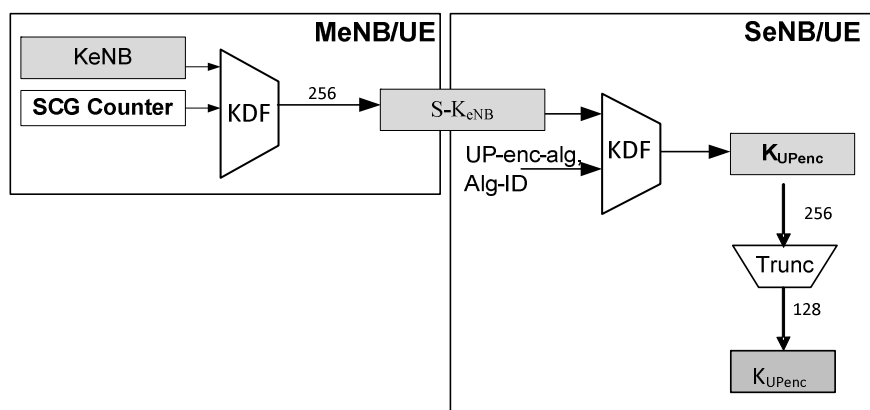 MeNB/UE
KeNB
SCG Counter
KDF
256
S-KeNB
SeNB/UE
UP-enc-alg,
Alg-ID
KDF
KUPenc
256
Trunc
128
KUPenc